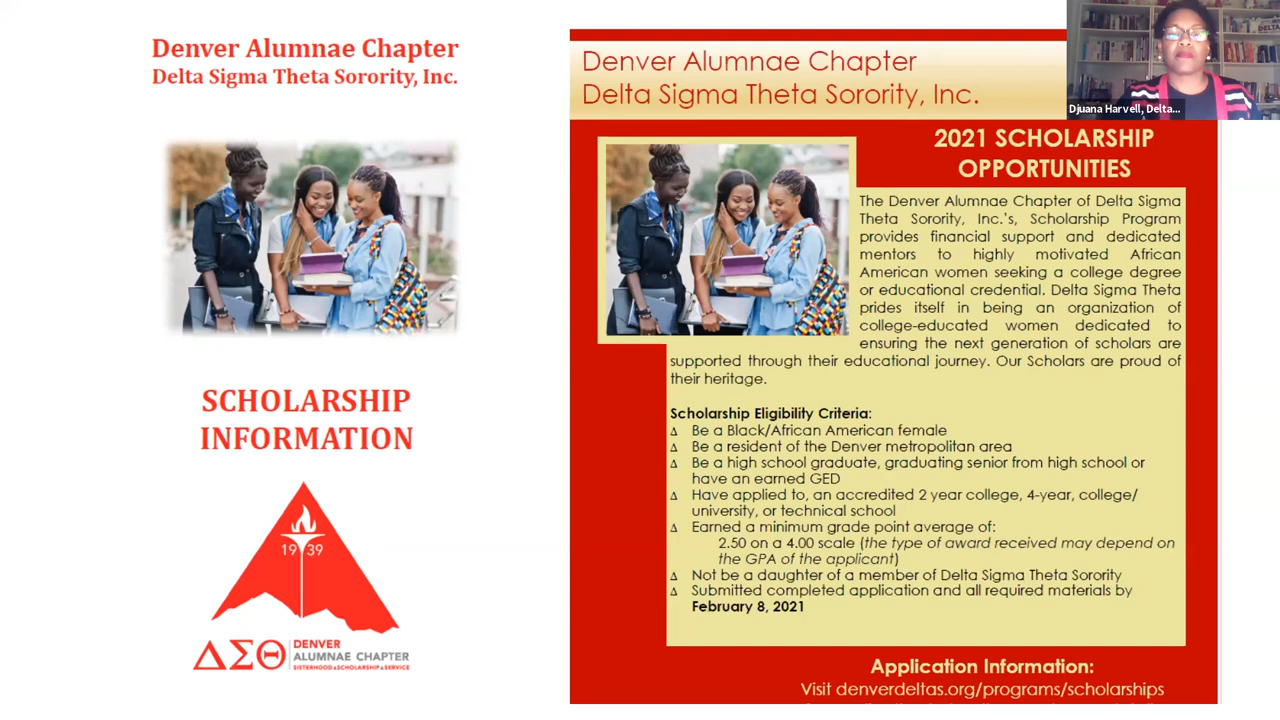 Denver Alumnae Chapter
Delta Sigma Theta Sorority, Inc.
SCHOLARSHIP
INFORMATION
19 39
ΔΣΘ
DENVER
ALUMNAE CHAPTER
SISTERHOOD▲SCHOLARSHIP▲SERVICE
Denver Alumnae Chapter
Delta Sigma Theta Sorority, Inc.
Djuana Harvell, Delta...
2021 SCHOLARSHIP
OPPORTUNITIES
The Denver Alumnae Chapter of Delta Sigma
Theta Sorority, Inc.'s, Scholarship Program
provides financial support and dedicated
mentors to highly motivated African
American women seeking a college degree
or educational credential. Delta Sigma Theta
prides itself in being an organization of
college-educated women dedicated to
ensuring the next generation of scholars are
supported through their educational journey. Our Scholars are proud of
their heritage.
Scholarship Eligibility Criteria:
Δ Be a Black/African American female
Δ Be a resident of the Denver metropolitan area
Δ Be a high school graduate, graduating senior from high school or
have an earned GED
Δ Have applied to, an accredited 2 year college, 4-year, college/
university, or technical school
Δ Earned a minimum grade point average of:
2.50 on a 4.00 scale (the type of award received may depend on
the GPA of the applicant)
Δ Not be a daughter of a member of Delta Sigma Theta Sorority
Δ Submitted completed application and all required materials by
February 8, 2021
Application Information:
Visit denverdeltas.org/programs/scholarships